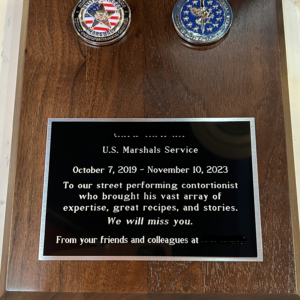 U.S. Marshals Service
October 7, 2019 - November 10, 2023
To our street performing contortionist
who brought his vast array of
expertise, great recipes, and stories.
We will miss you.
From your friends and colleagues at